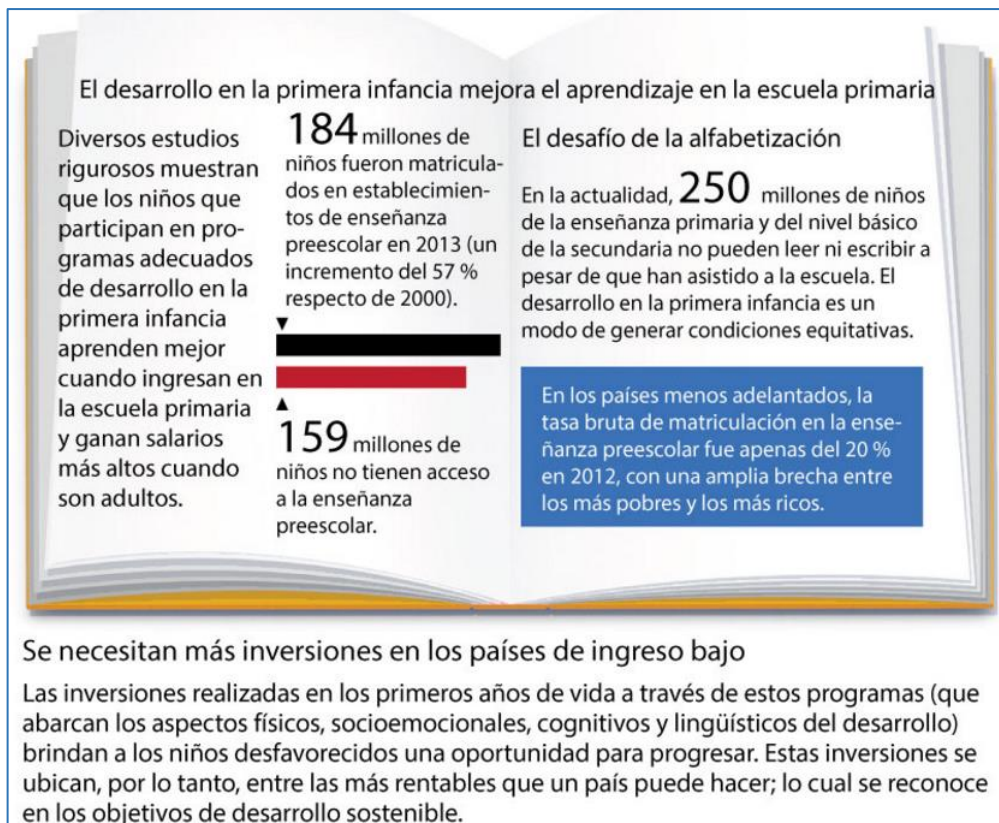 El desarrollo en la primera infancia mejora el aprendizaje en la escuela primaria
Diversos estudios
rigurosos muestran
que los niños que
participan en pro-
gramas adecuados
de desarrollo en la
primera infancia
aprenden mejor
cuando ingresan en
la escuela primaria
y ganan salarios
más altos cuando
son adultos.
184 millones de
niños fueron matricula-
dos en establecimien-
tos de enseñanza
preescolar en 2013 (un
incremento del 57 %
respecto de 2000).
159 millones de
niños no tienen acceso
a la enseñanza
preescolar.
El desafío de la alfabetización
En la actualidad, 250 millones de niños
de la enseñanza primaria y del nivel básico
de la secundaria no pueden leer ni escribir a
pesar de que han asistido a la escuela. El
desarrollo en la primera infancia es un
modo de generar condiciones equitativas.
En los países menos adelantados, la
tasa bruta de matriculación en la ense-
ñanza preescolar fue apenas del 20 %
en 2012, con una amplia brecha entre
los más pobres y los más ricos.
Se necesitan más inversiones en los países de ingreso bajo
Las inversiones realizadas en los primeros años de vida a través de estos programas (que
abarcan los aspectos físicos, socioemocionales, cognitivos y lingüísticos del desarrollo)
brindan a los niños desfavorecidos una oportunidad para progresar. Estas inversiones se
ubican, por lo tanto, entre las más rentables que un país puede hacer; lo cual se reconoce
en los objetivos de desarrollo sostenible.